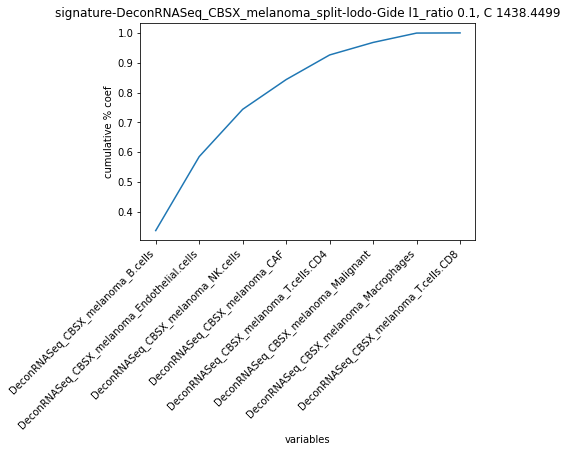 signature-DeconRNASeq_CBSX_melanoma_split-lodo-Gide l1_ratio 0.1, C 1438.4499
cumulative % coef
1.0
0.9
0.8
0.7
0.6
0.5
0.4
DeconRNASeq_CBSX_melanoma_B.cells
DeconRNASeq_CBSX_melanoma_Endothelial.cells
DeconRNASeq_CBSX_melanoma_NK.cells
DeconRNASeq_CBSX_melanoma_CAF
DeconRNASeq_CBSX_melanoma_T.cells.CD4
DeconRNASeq_CBSX_melanoma_Malignant
DeconRNASeq_CBSX_melanoma_Macrophages
DeconRNASeq_CBSX_melanoma_T.cells.CD8
variables